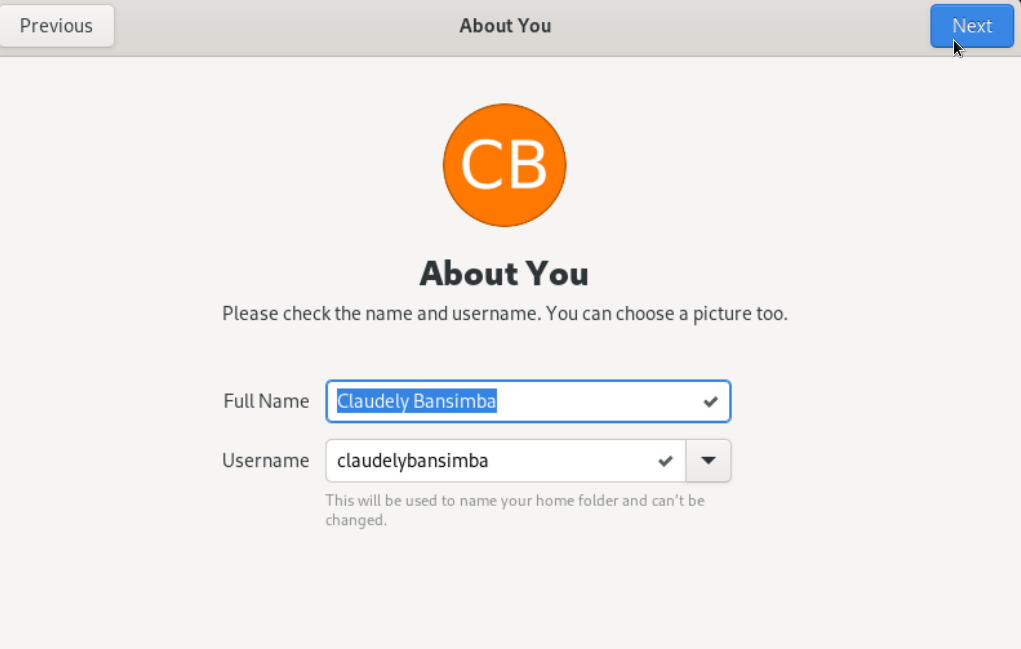 Previous About You Next
CB
About You
Please check the name and username. You can choose a picture too.
Full Name Claudely Bansimba
Username claudelybansimba
This will be used to name your home folder and can't be
changed.